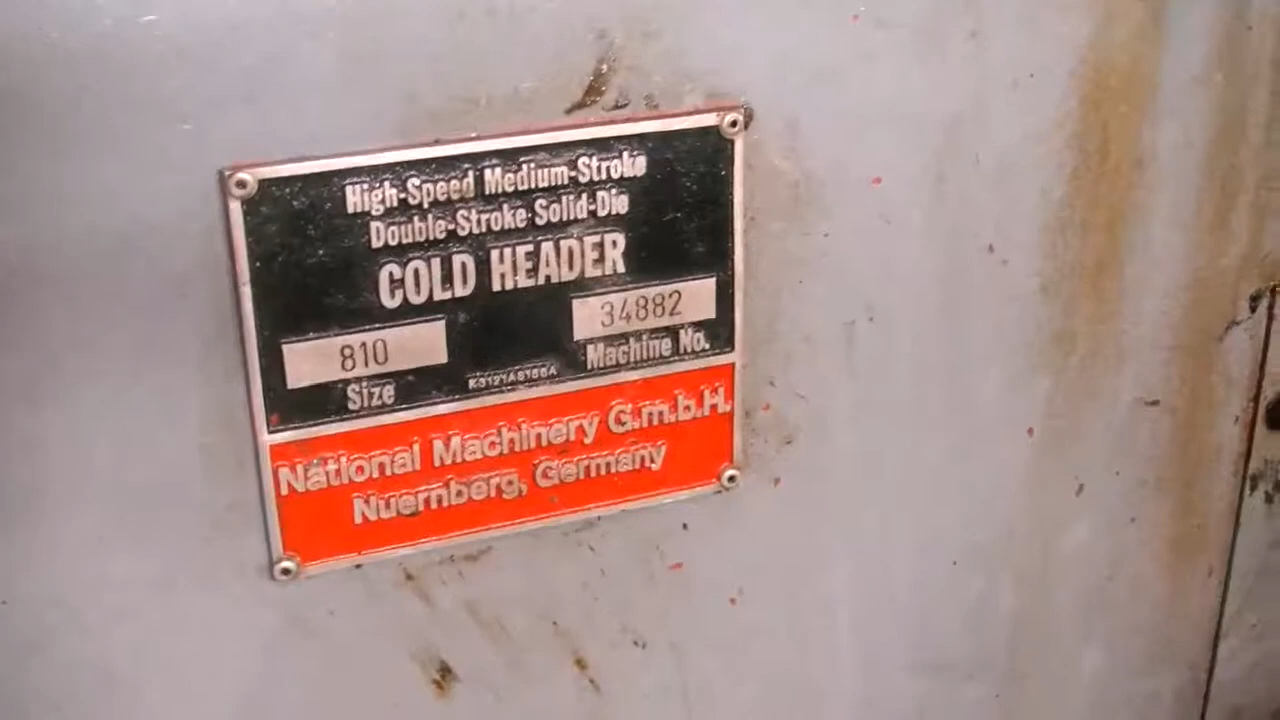 High-Speed Medium-Stroke
Double-Stroke Solid-Die
COLD HEADER
810
34882
Size
Machine No.
National Machinery G.m.b.H.
Nuernberg, Germany